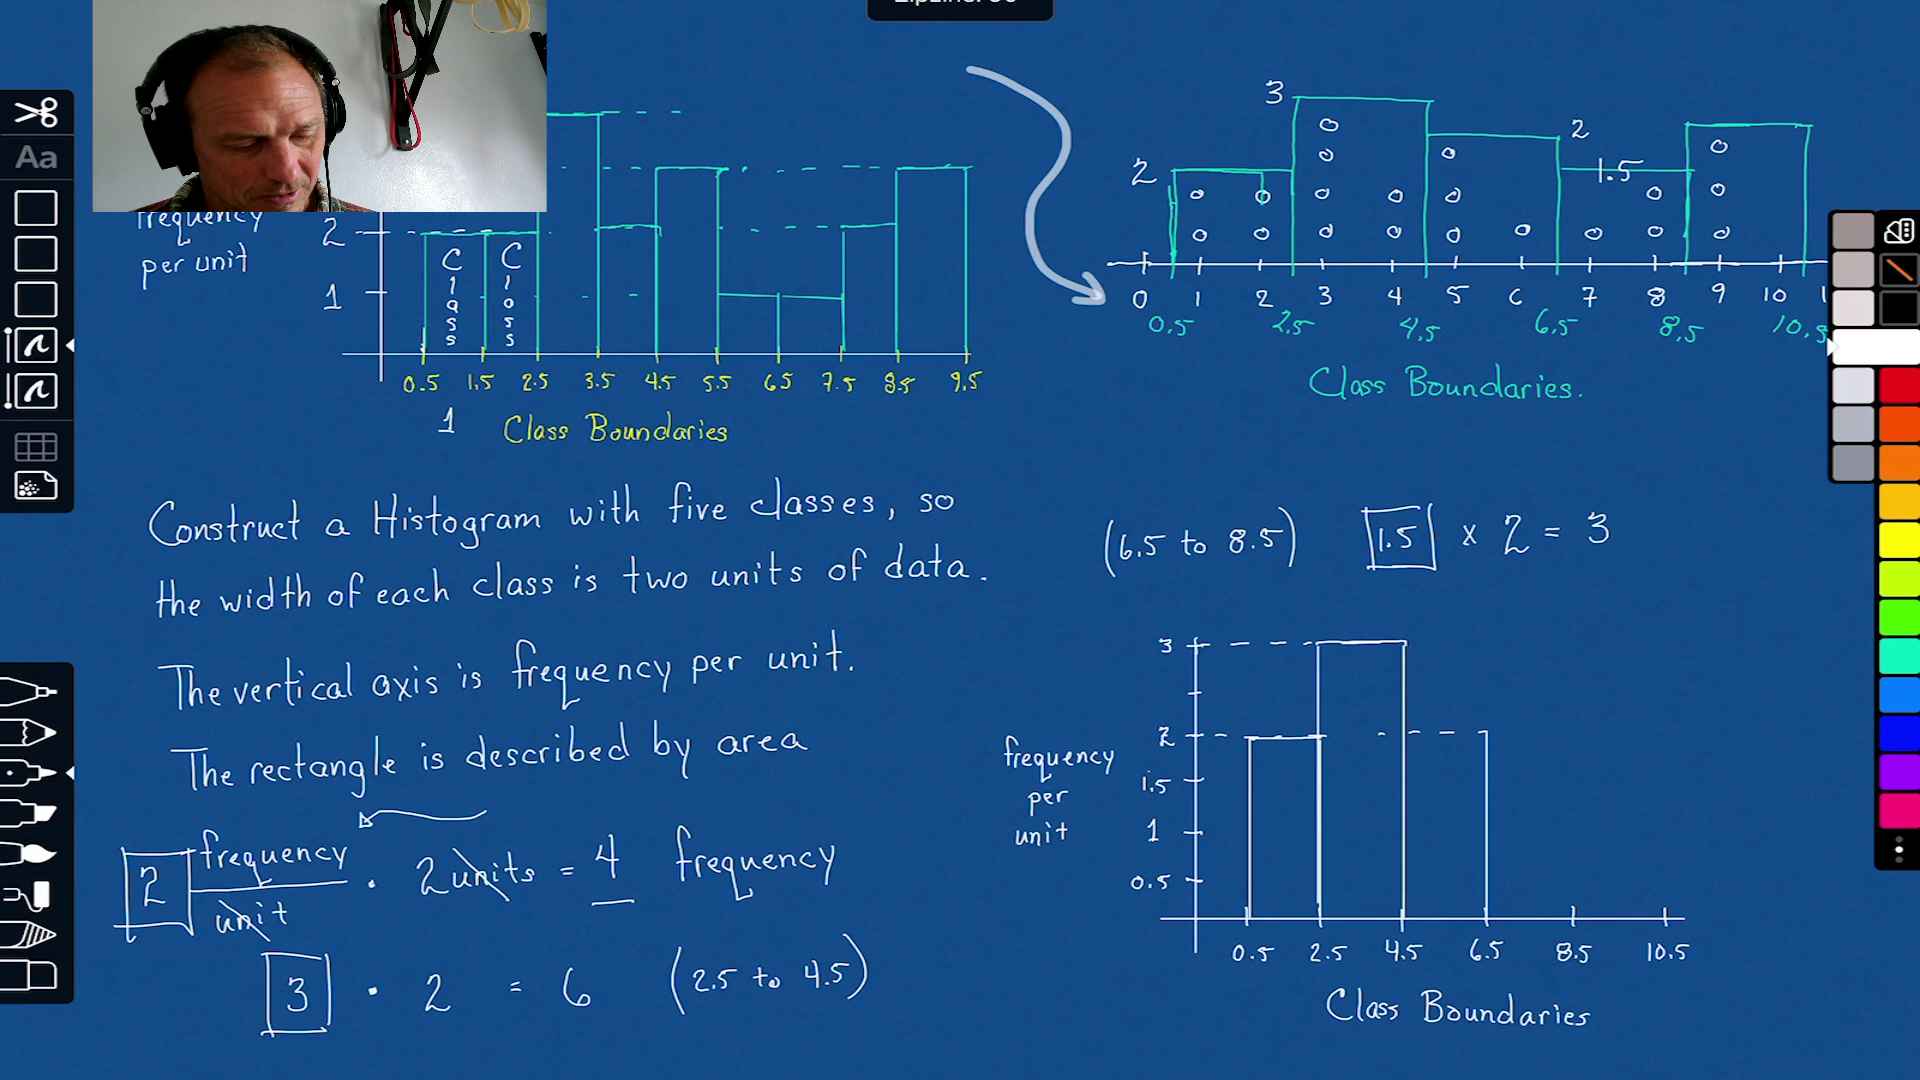 Aa
frequency
per unit
2
1
Class
Class
0.5 1.5 2.5 3.5 4.5 5.5 6.5 7.5 8.5 9.5
1
Class Boundaries
3
2
2
1.5
0 1 2 3 4 5 6 7 8 9 10
0.5 2.5 4.5 6.5 8.5 10.5
Class Boundaries.
Construct a Histogram with five classes, so
the width of each class is two units of data.
The vertical axis is frequency per unit.
The rectangle is described by area
2 frequency/unit · 2 units = 4 frequency
3 · 2 = 6 (2.5 to 4.5)
(6.5 to 8.5) 1.5 x 2 = 3
3
2
1.5
1
0.5
frequency
per
unit
0.5 2.5 4.5 6.5 8.5 10.5
Class Boundaries